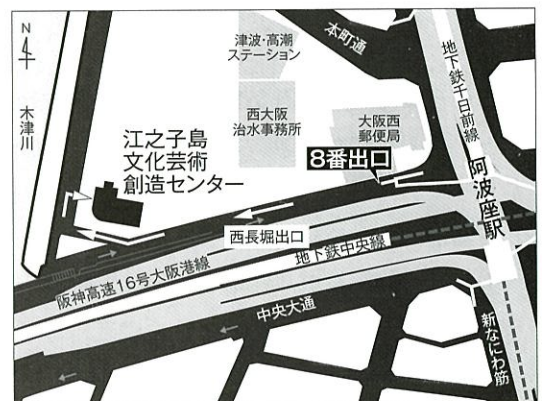 N
木津川
津波・高潮
ステーション
本町通
地下鉄千日前線
西大阪
治水事務所
大阪西
郵便局
江之子島
文化芸術
創造センター
8番出口
阿波座駅
西長堀出口
地下鉄中央線
阪神高速16号大阪港線
中央大通
新なにわ筋